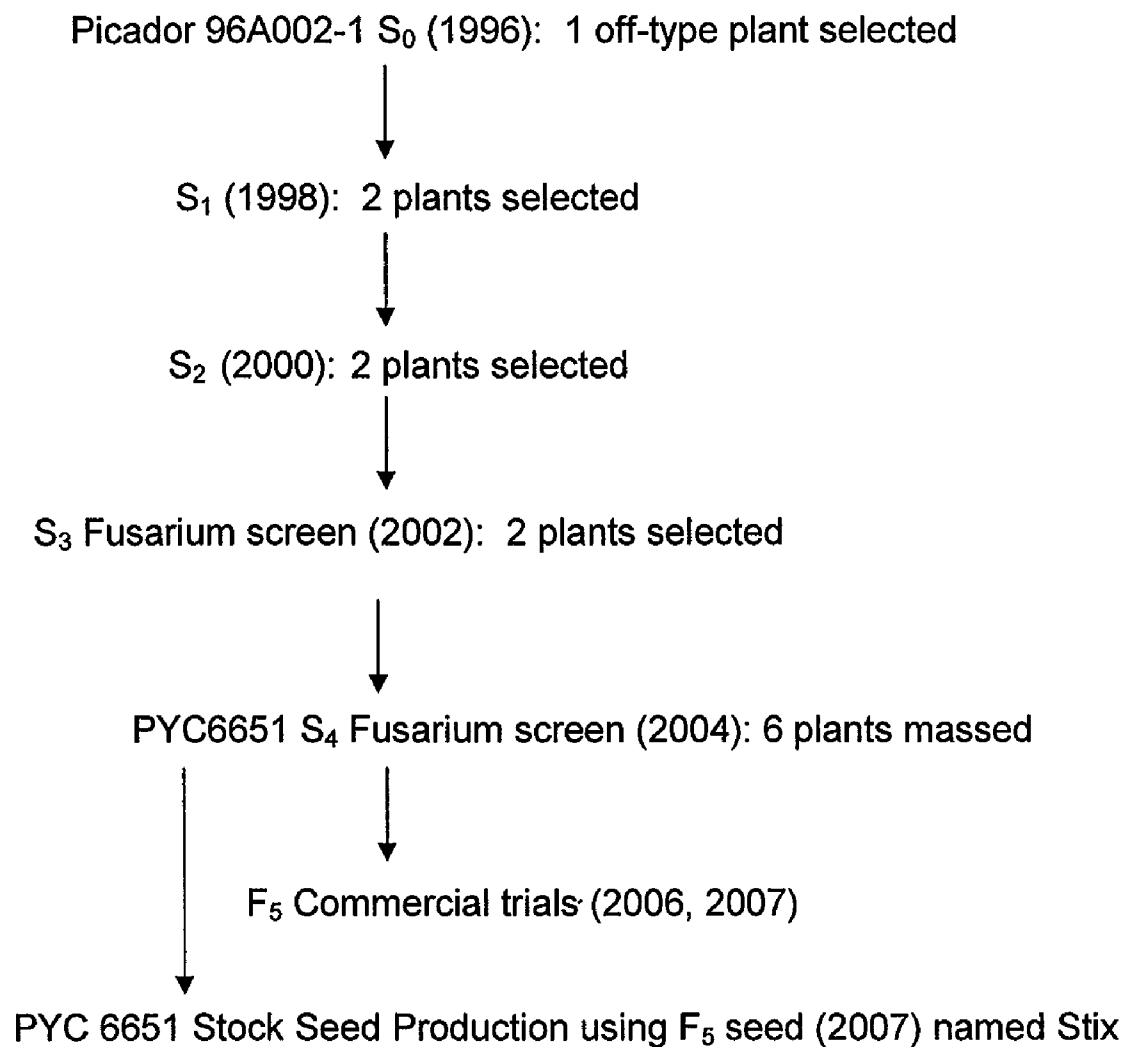 Picador 96A002-1 S₀ (1996): 1 off-type plant selected
S₁ (1998): 2 plants selected
S₂ (2000): 2 plants selected
S₃ Fusarium screen (2002): 2 plants selected
PYC6651 S₄ Fusarium screen (2004): 6 plants massed
F₅ Commercial trials (2006, 2007)
PYC 6651 Stock Seed Production using F₅ seed (2007) named Stix